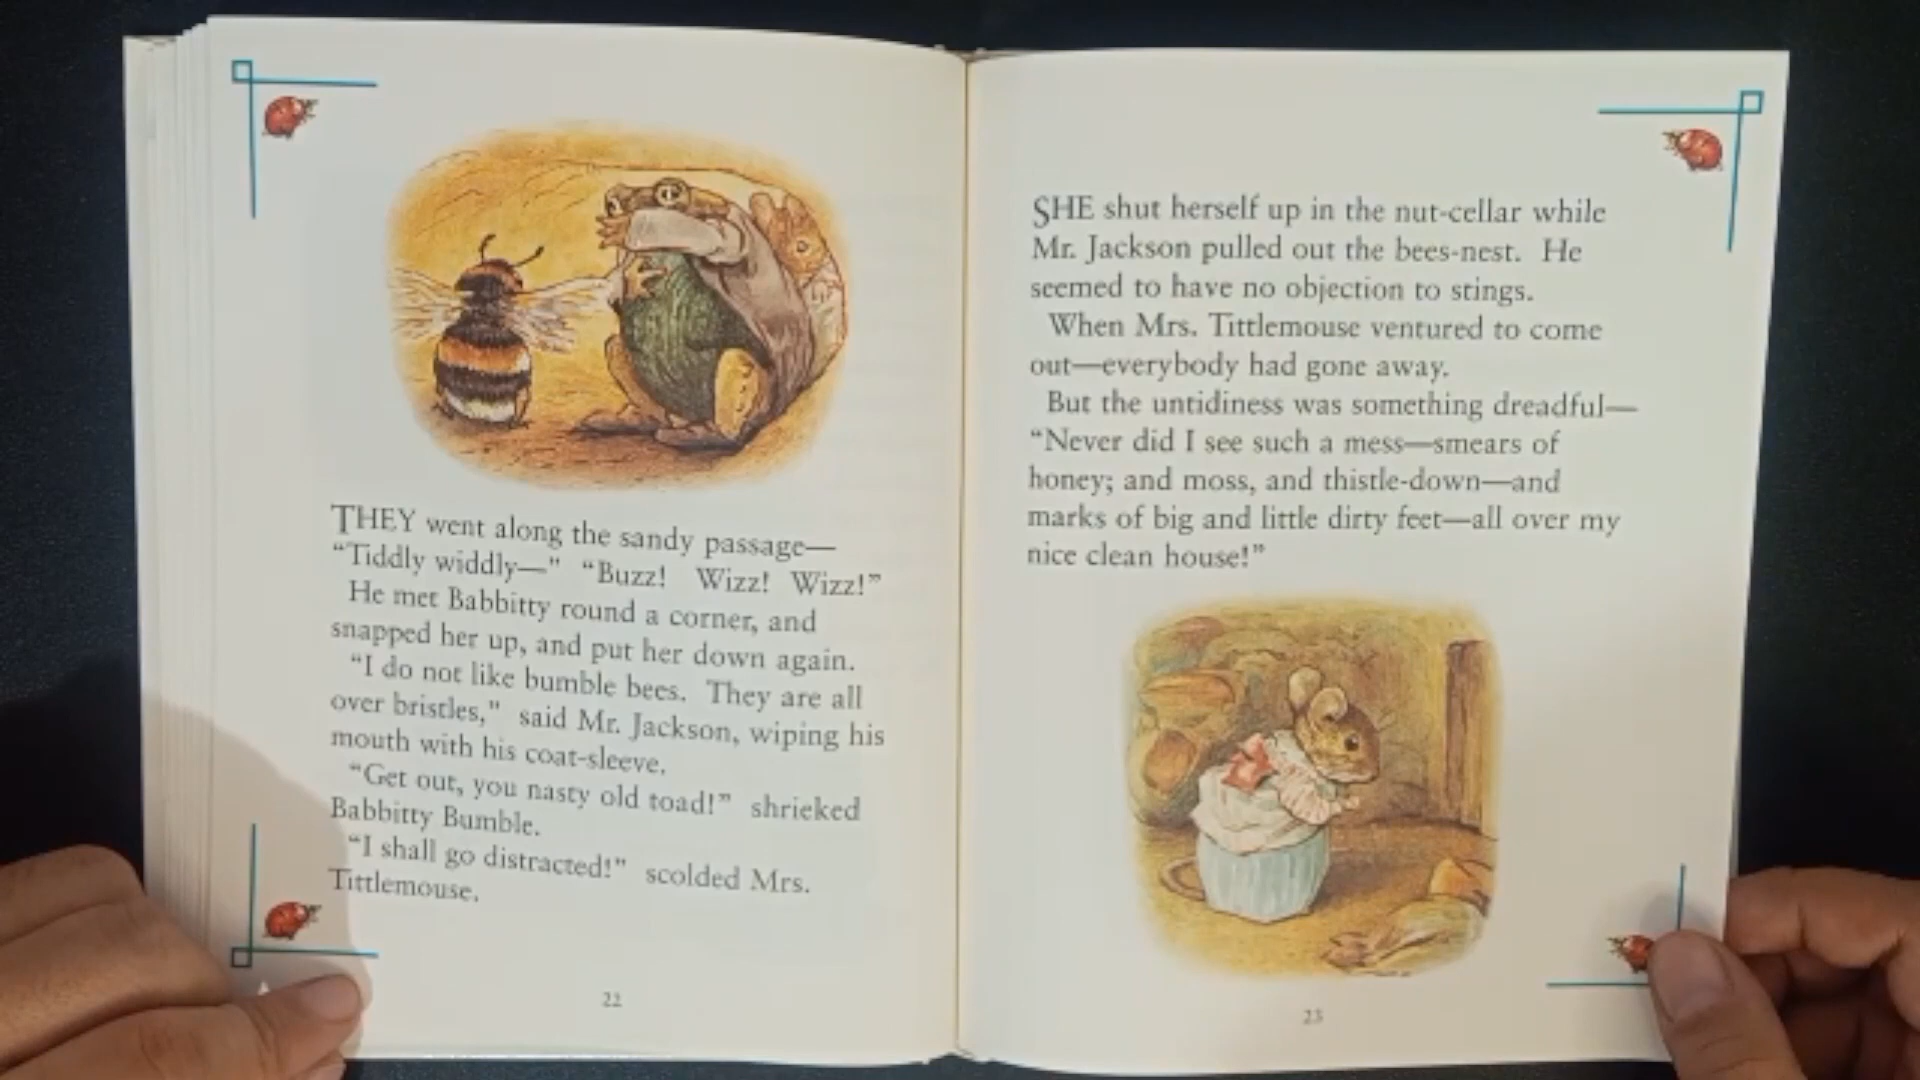 THEY went along the sandy passage—
“Tiddly widdly—” “Buzz! Wizz! Wizz!”
He met Babbitty round a corner, and
snapped her up, and put her down again.
“I do not like bumble bees. They are all
over bristles,” said Mr. Jackson, wiping his
mouth with his coat-sleeve.
“Get out, you nasty old toad!” shrieked
Babbitty Bumble.
“I shall go distracted!” scolded Mrs.
Tittlemouse.
22
SHE shut herself up in the nut-cellar while
Mr. Jackson pulled out the bees-nest. He
seemed to have no objection to stings.
When Mrs. Tittlemouse ventured to come
out—everybody had gone away.
But the untidiness was something dreadful—
“Never did I see such a mess—smears of
honey; and moss, and thistle-down—and
marks of big and little dirty feet—all over my
nice clean house!”
23